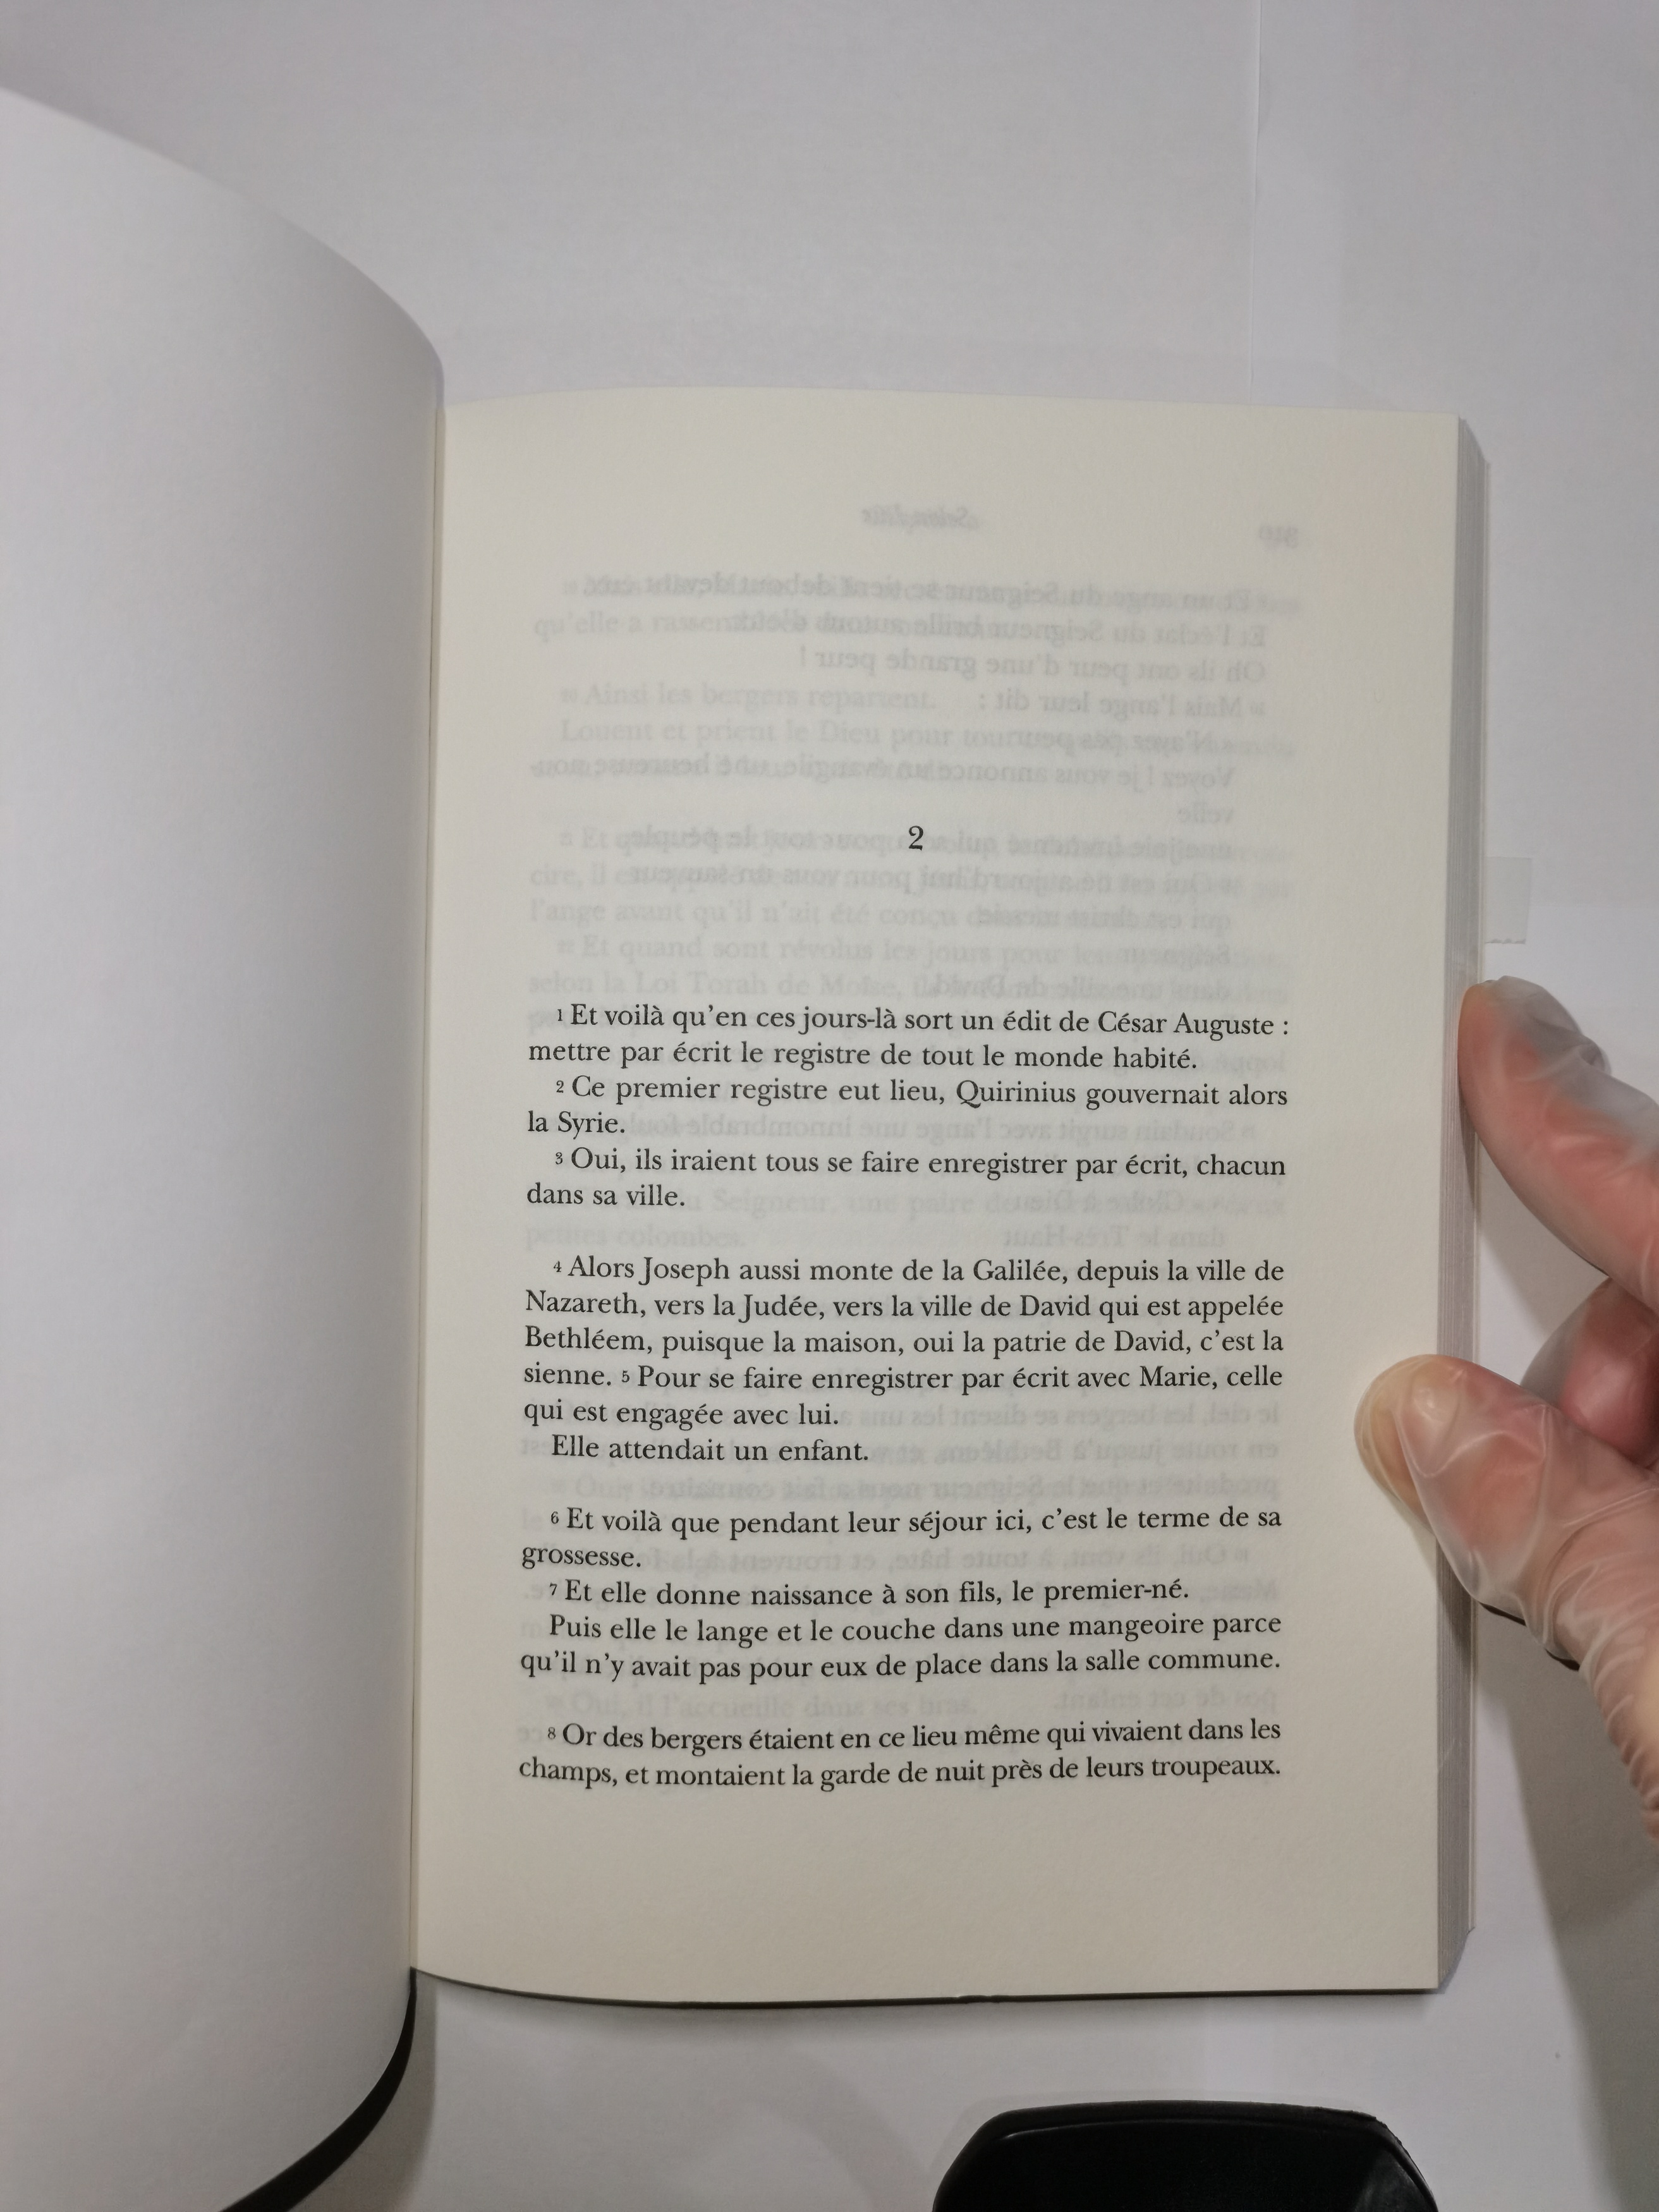 2
1 Et voilà qu'en ces jours-là sort un édit de César Auguste :
mettre par écrit le registre de tout le monde habité.
2 Ce premier registre eut lieu, Quirinius gouvernait alors
la Syrie.
3 Oui, ils iraient tous se faire enregistrer par écrit, chacun
dans sa ville.
4 Alors Joseph aussi monte de la Galilée, depuis la ville de
Nazareth, vers la Judée, vers la ville de David qui est appelée
Bethléem, puisque la maison, oui la patrie de David, c'est la
sienne. 5 Pour se faire enregistrer par écrit avec Marie, celle
qui est engagée avec lui.
Elle attendait un enfant.
6 Et voilà que pendant leur séjour ici, c'est le terme de sa
grossesse.
7 Et elle donne naissance à son fils, le premier-né.
Puis elle le lange et le couche dans une mangeoire parce
qu'il n'y avait pas pour eux de place dans la salle commune.
8 Or des bergers étaient en ce lieu même qui vivaient dans les
champs, et montaient la garde de nuit près de leurs troupeaux.